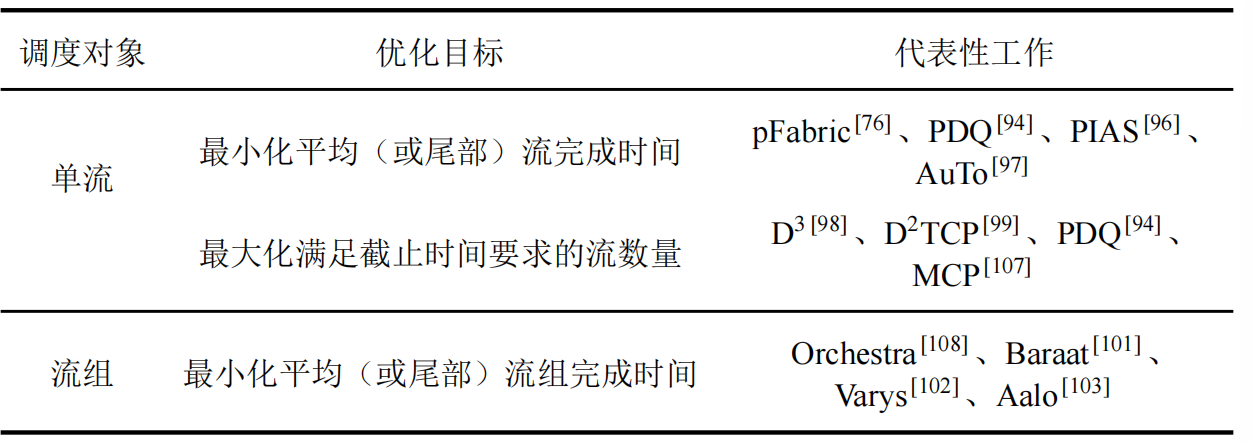 调度对象 优化目标 代表性工作
单流
最小化平均（或尾部）流完成时间
pFabric[76]、PDQ[94]、PIAS[96]、
AuTo[97]
最大化满足截止时间要求的流数量
D3[98]、D2TCP[99]、PDQ[94]、
MCP[107]
流组
最小化平均（或尾部）流组完成时间
Orchestra[108]、Baraat[101]、
Varys[102]、Aalo[103]